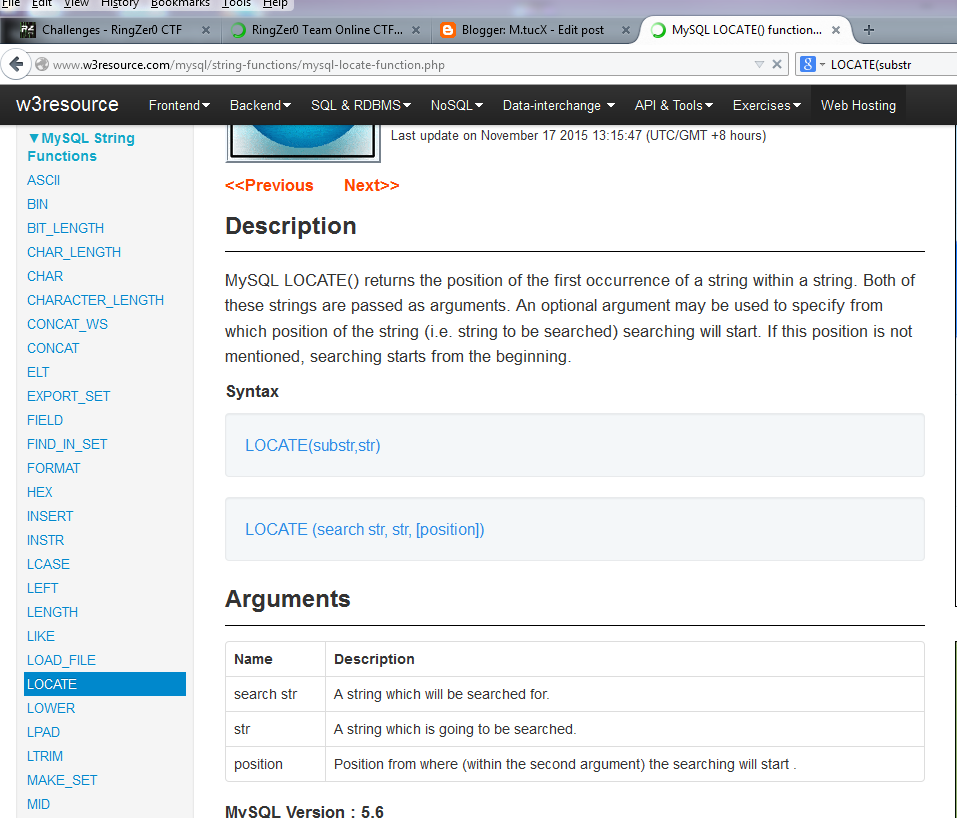 File Edit View History Bookmarks Tools Help
Challenges - RingZer0 CTF
RingZer0 Team Online CTF...
Blogger: M.tucX - Edit post
MySQL LOCATE() function...
www.w3resource.com/mysql/string-functions/mysql-locate-function.php
LOCATE(substr
w3resource Frontend Backend SQL & RDBMS NoSQL Data-interchange API & Tools Exercises Web Hosting
▼MySQL String
Functions
ASCII
BIN
BIT_LENGTH
CHAR_LENGTH
CHAR
CHARACTER_LENGTH
CONCAT_WS
CONCAT
ELT
EXPORT_SET
FIELD
FIND_IN_SET
FORMAT
HEX
INSERT
INSTR
LCASE
LEFT
LENGTH
LIKE
LOAD_FILE
LOCATE
LOWER
LPAD
LTRIM
MAKE_SET
MID
Last update on November 17 2015 13:15:47 (UTC/GMT +8 hours)
<<Previous Next>>
Description
MySQL LOCATE() returns the position of the first occurrence of a string within a string. Both of
these strings are passed as arguments. An optional argument may be used to specify from
which position of the string (i.e. string to be searched) searching will start. If this position is not
mentioned, searching starts from the beginning.
Syntax
LOCATE(substr,str)
LOCATE (search str, str, [position])
Arguments
Name Description
search str A string which will be searched for.
str A string which is going to be searched.
position Position from where (within the second argument) the searching will start .
MySQL Version : 5.6